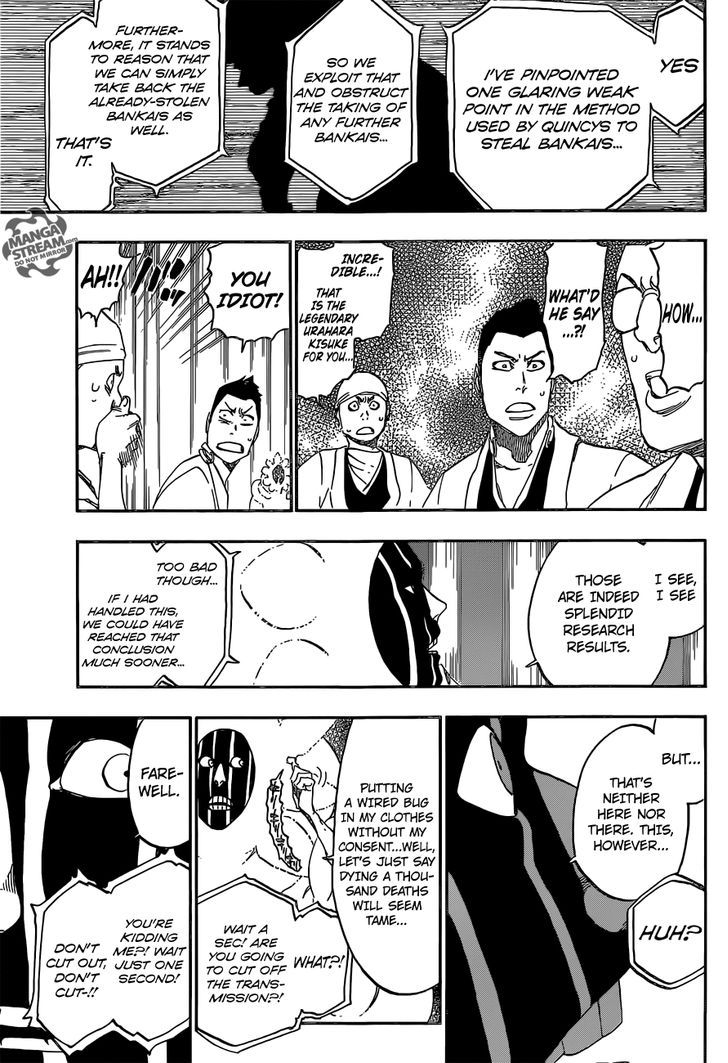 YES
I'VE PINPOINTED
ONE GLARING WEAK
POINT IN THE METHOD
USED BY QUINCYS TO
STEAL BANKAIS...
SO WE
EXPLOIT THAT
AND OBSTRUCT
THE TAKING OF
ANY FURTHER
BANKAIS...
FURTHER-
MORE, IT STANDS
TO REASON THAT
WE CAN SIMPLY
TAKE BACK THE
ALREADY-STOLEN
BANKAIS AS
WELL.
THAT'S
IT.
MANGA
STREAM.com
DO NOT MIRROR
HOW...
WHAT'D
HE SAY
...?!
INCRE-
DIBLE...!
THAT
IS THE
LEGENDARY
URAHARA
KISUKE
FOR YOU...
YOU
IDIOT!
AH!!
I SEE,
I SEE
THOSE
ARE INDEED
SPLENDID
RESEARCH
RESULTS.
TOO BAD
THOUGH...
IF I HAD
HANDLED THIS,
WE COULD HAVE
REACHED THAT
CONCLUSION
MUCH SOONER...
BUT...
THAT'S
NEITHER
HERE NOR
THERE. THIS,
HOWEVER...
HUH?
PUTTING
A WIRED BUG
IN MY CLOTHES
WITHOUT MY
CONSENT...WELL,
LET'S JUST SAY
DYING A THOU-
SAND DEATHS
WILL SEEM
TAME...
WHAT?!
WAIT A
SEC! ARE
YOU GOING
TO CUT OFF
THE TRANS-
MISSION?!
FARE-
WELL.
YOU'RE
KIDDING
ME?! WAIT
JUST ONE
SECOND!
DON'T
CUT OUT,
DON'T
CUT-!!